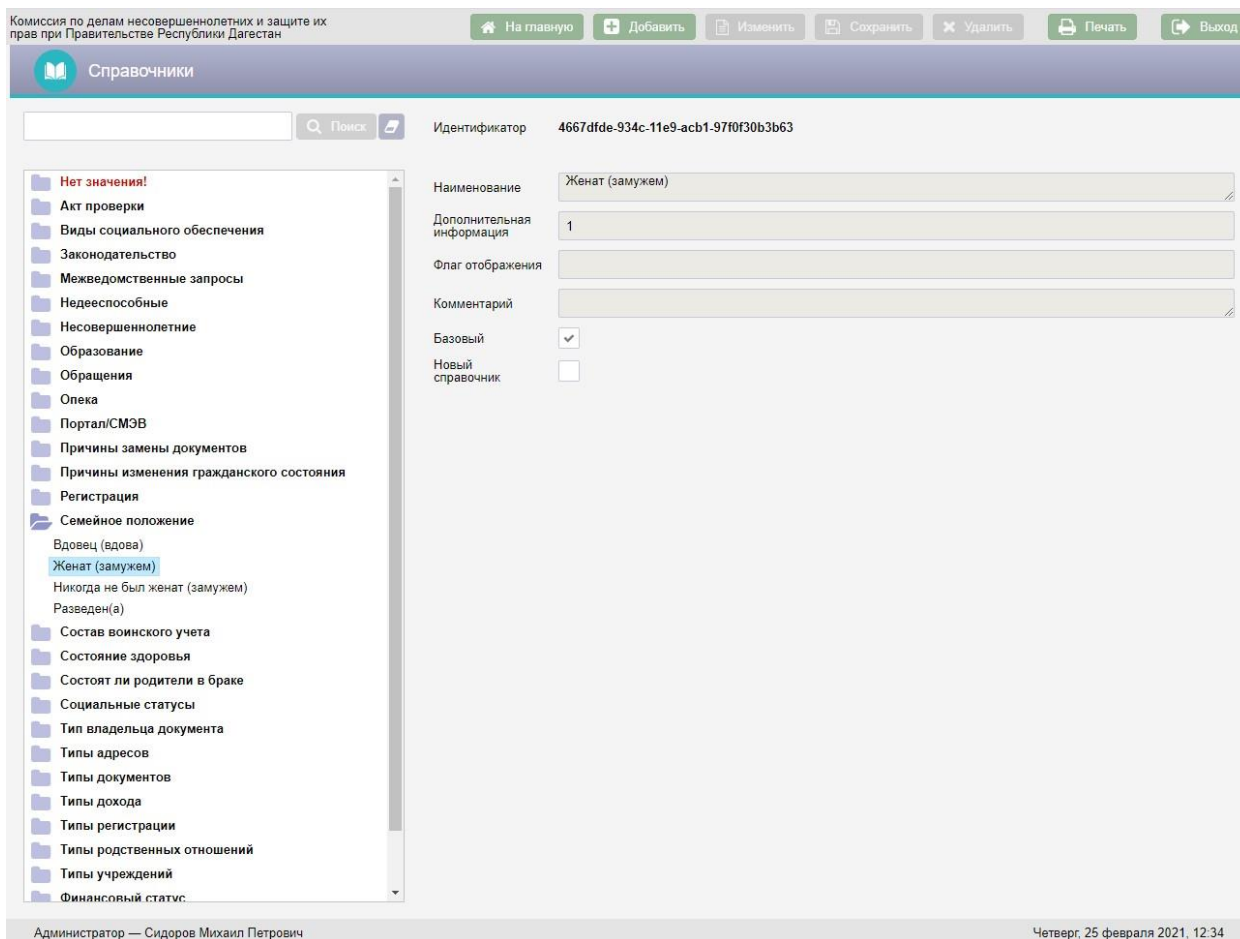 Комиссия по делам несовершеннолетних и защите их
прав при Правительстве Республики Дагестан
На главную
Добавить
Изменить
Сохранить
Удалить
Печать
Выход
Справочники
Поиск
Идентификатор 4667dfde-934c-11e9-acb1-97f0f30b3b63
Нет значения!
Акт проверки
Виды социального обеспечения
Законодательство
Межведомственные запросы
Недееспособные
Несовершеннолетние
Образование
Обращения
Опека
Портал/СМЭВ
Причины замены документов
Причины изменения гражданского состояния
Регистрация
Семейное положение
Вдовец (вдова)
Женат (замужем)
Никогда не был женат (замужем)
Разведен(а)
Состав воинского учета
Состояние здоровья
Состоят ли родители в браке
Социальные статусы
Тип владельца документа
Типы адресов
Типы документов
Типы дохода
Типы регистрации
Типы родственных отношений
Типы учреждений
Финансовый статус
Наименование Женат (замужем)
Дополнительная
информация 1
Флаг отображения
Комментарий
Базовый
Новый
справочник
Администратор — Сидоров Михаил Петрович
Четверг, 25 февраля 2021, 12:34